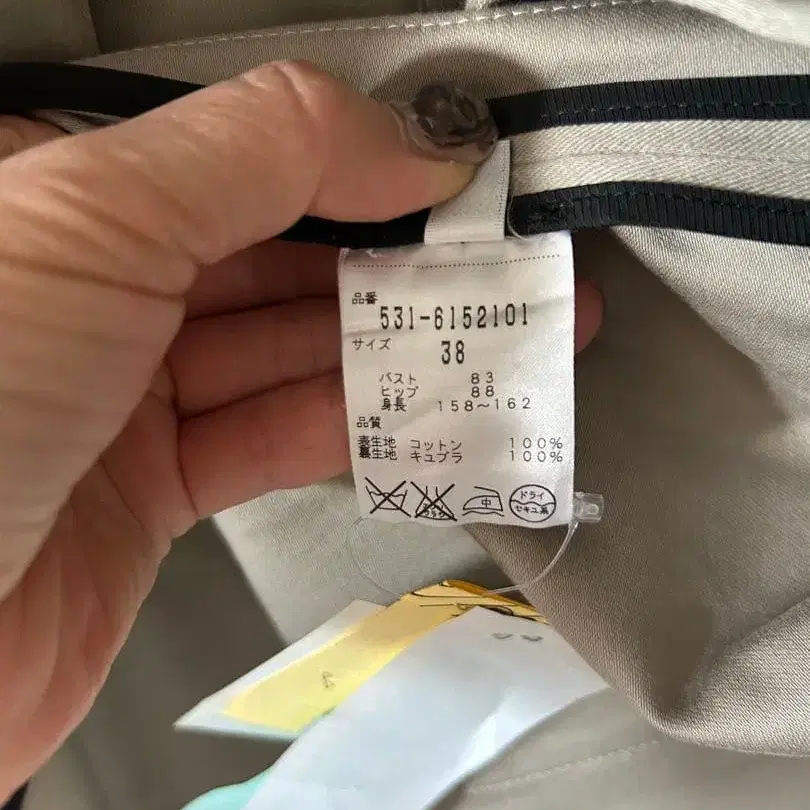 品番
531-6152101
サイズ
38
バスト 83
ヒップ 88
身長 158～162
品質
表生地 コットン 100%
裏生地 キュプラ 100%
中 ドライ
セキユ系